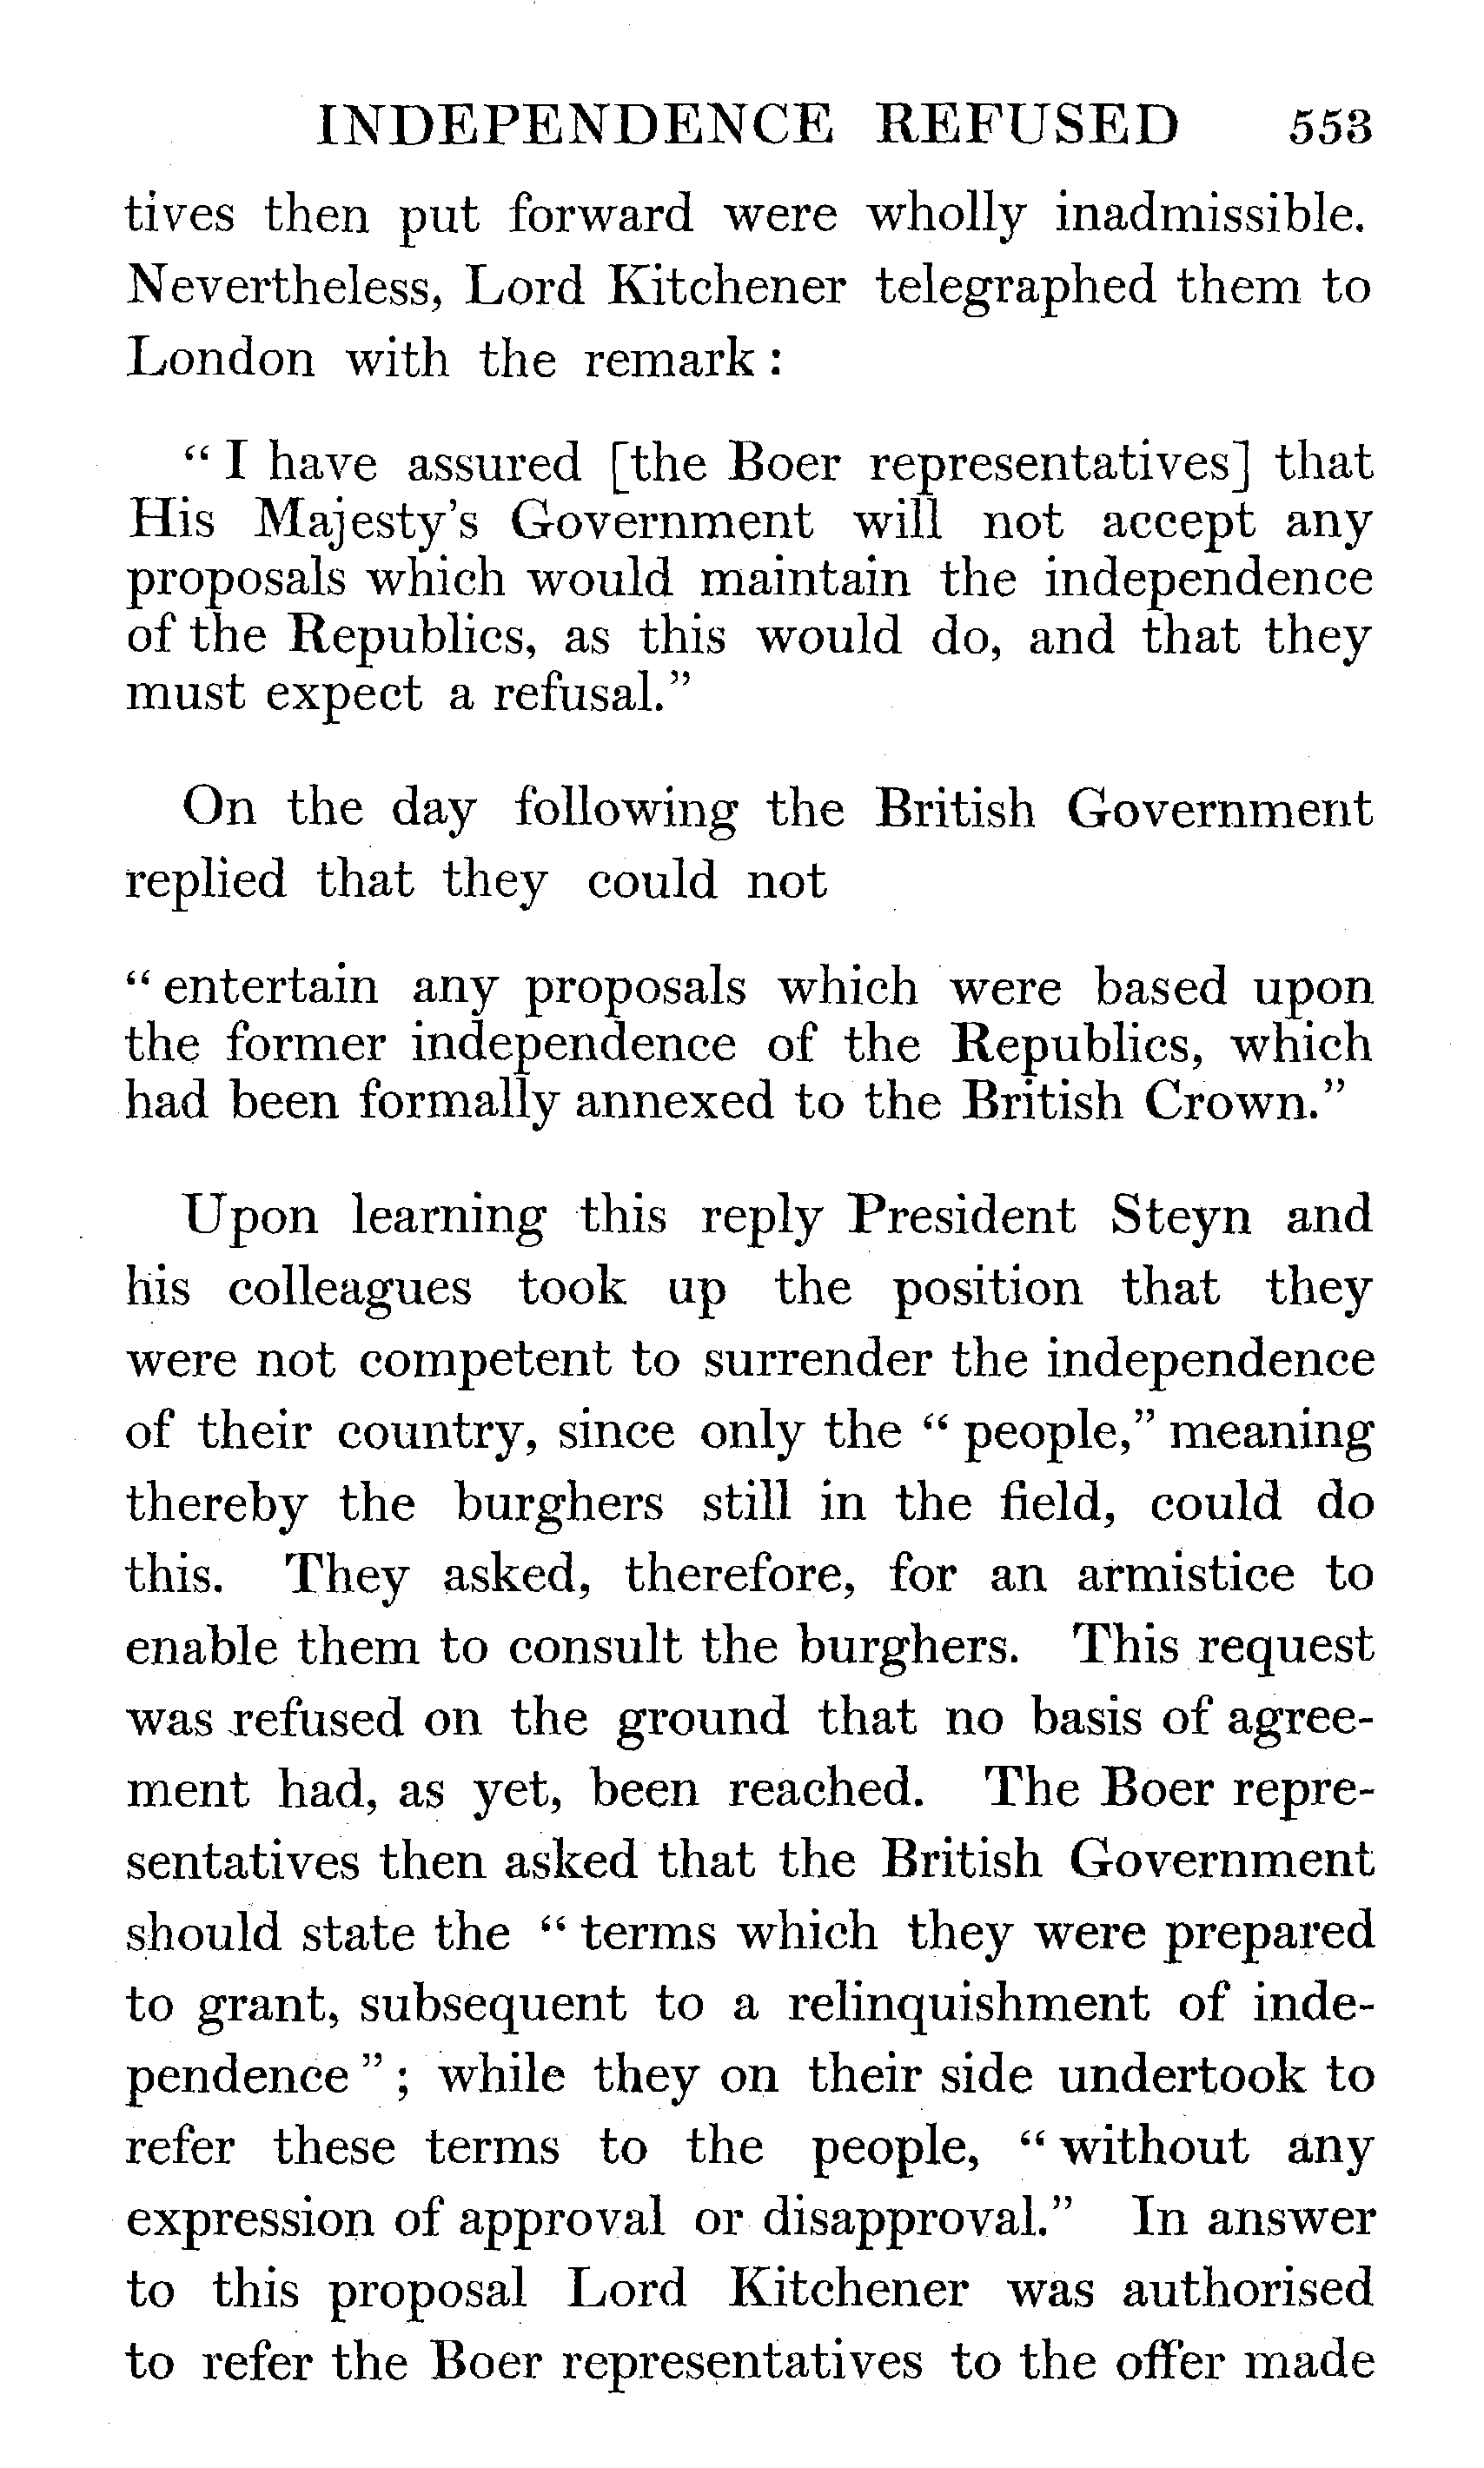 INDEPENDENCE REFUSED 553
tives then put forward were wholly inadmissible.
Nevertheless, Lord Kitchener telegraphed them to
London with the remark :
“ I have assured [the Boer representatives] that
His Majesty's Government will not accept any
proposals which would maintain the independence
of the Republics, as this would do, and that they
must expect a refusal.”
On the day following the British Government
replied that they could not
“ entertain any proposals which were based upon
the former independence of the Republics, which
had been formally annexed to the British Crown.”
Upon learning this reply President Steyn and
his colleagues took up the position that they
were not competent to surrender the independence
of their country, since only the “ people,” meaning
thereby the burghers still in the field, could do
this. They asked, therefore, for an armistice to
enable them to consult the burghers. This request
was refused on the ground that no basis of agree-
ment had, as yet, been reached. The Boer repre-
sentatives then asked that the British Government
should state the “ terms which they were prepared
to grant, subsequent to a relinquishment of inde-
pendence ” ; while they on their side undertook to
refer these terms to the people, “ without any
expression of approval or disapproval.” In answer
to this proposal Lord Kitchener was authorised
to refer the Boer representatives to the offer made